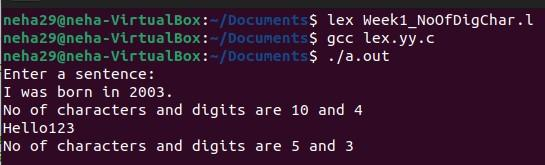 neha29@neha-VirtualBox:~/Documents$ lex Week1_NoOfDigChar.l
neha29@neha-VirtualBox:~/Documents$ gcc lex.yy.c
neha29@neha-VirtualBox:~/Documents$ ./a.out
Enter a sentence:
I was born in 2003.
No of characters and digits are 10 and 4
Hello123
No of characters and digits are 5 and 3